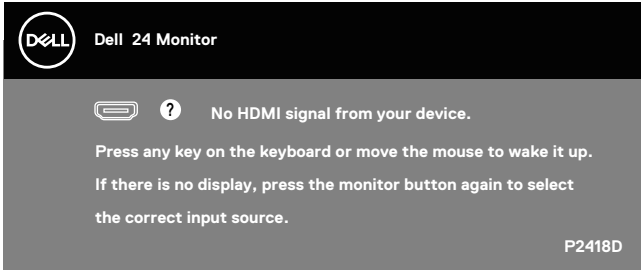 DELL
Dell 24 Monitor
? No HDMI signal from your device.
Press any key on the keyboard or move the mouse to wake it up.
If there is no display, press the monitor button again to select
the correct input source.
P2418D